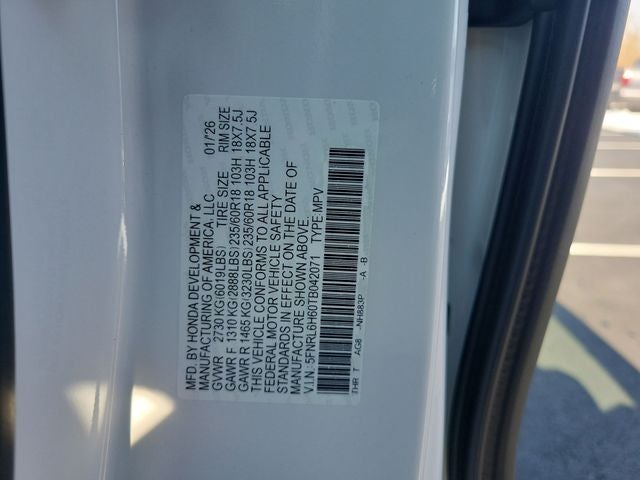 MFD. BY HONDA DEVELOPMENT &
MANUFACTURING OF AMERICA, LLC 01/'26
GVWR 2730 KG(6019LBS) TIRE SIZE RIM SIZE
GAWR F 1310 KG(2888LBS)235/60R18 103H 18X7.5J
GAWR R 1465 KG(3230LBS)235/60R18 103H 18X7.5J
THIS VEHICLE CONFORMS TO ALL APPLICABLE
FEDERAL MOTOR VEHICLE SAFETY
STANDARDS IN EFFECT ON THE DATE OF
MANUFACTURE SHOWN ABOVE.
V.I.N. 5FNRL6H60TB042071 TYPE:MPV
THR T AG8 -NH883P -A -B